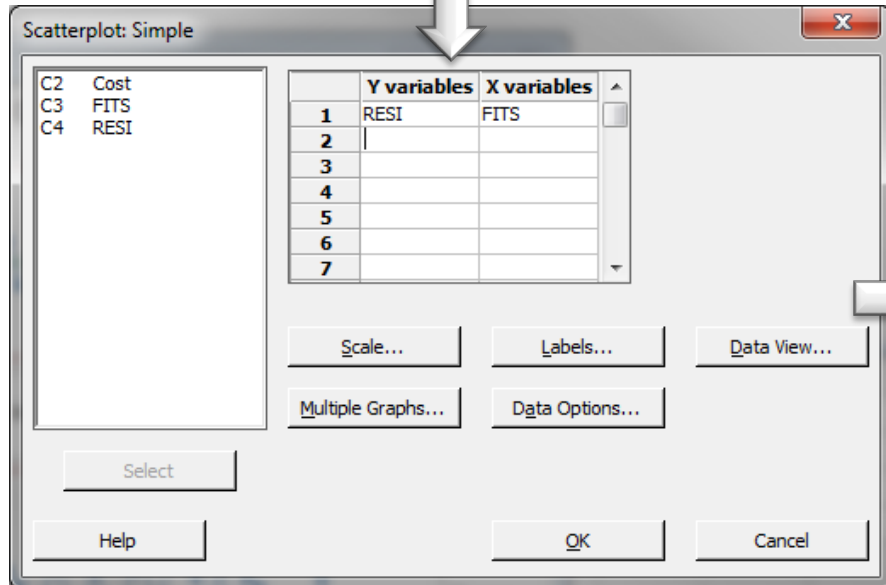 Scatterplot: Simple
C2 Cost
C3 FITS
C4 RESI
Y variables X variables
1 RESI FITS
2
3
4
5
6
7
Scale... Labels... Data View...
Multiple Graphs... Data Options...
Select
Help OK Cancel